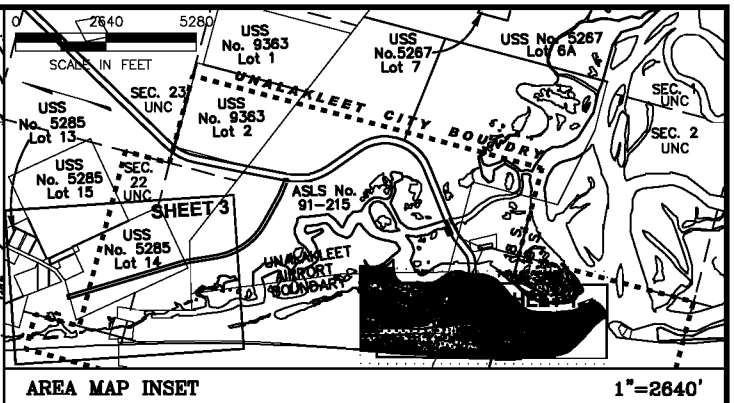 0 2640 5280
SCALE IN FEET
USS
No. 9363
Lot 1
USS
No.5267
Lot 7
USS No. 5267
Lot 6A
SEC. 23
UNC
USS
No. 9363
Lot 2
UNALAKLEET CITY BOUNDRY
SEC. 1
UNC
SEC. 2
UNC
USS
No. 5285
Lot 13
USS
No. 5285
Lot 15
SEC.
22
UNC
SHEET 3
ASLS No.
91-215
USS
No. 5285
Lot 14
UNALAKLEET
AIRPORT
BOUNDARY
AREA MAP INSET
1"=2640'